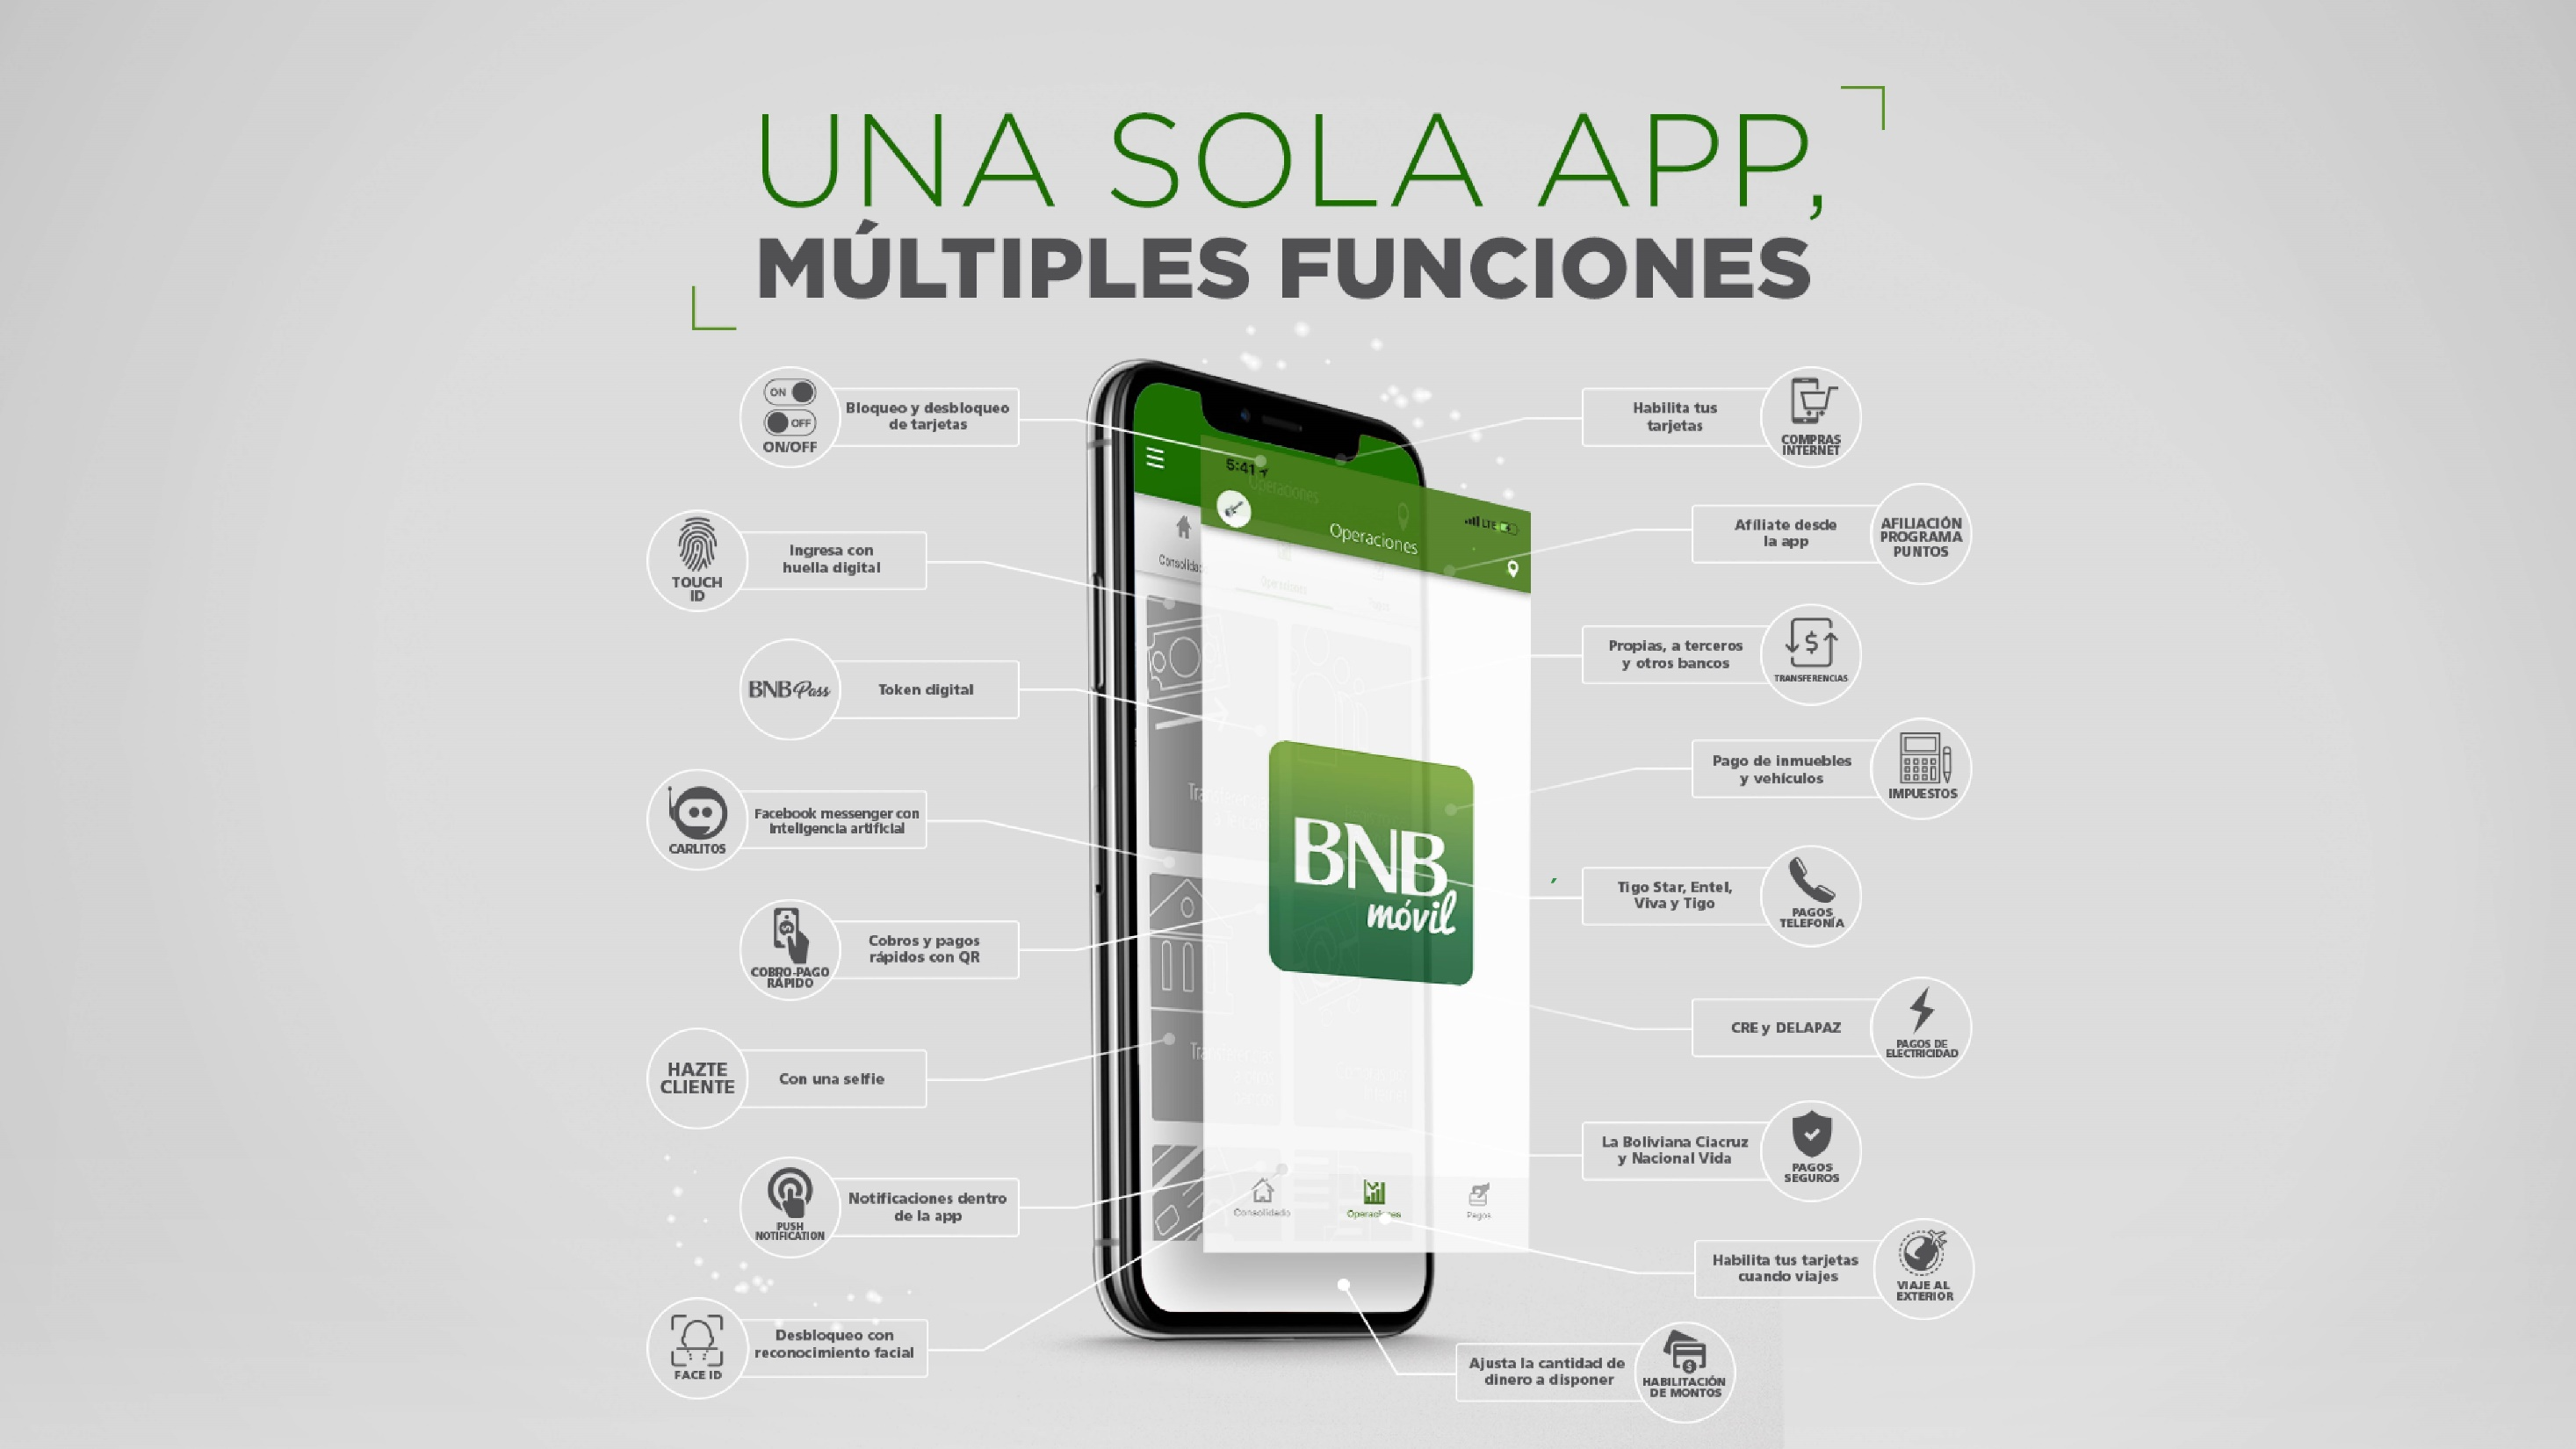 UNA SOLA APP,
MÚLTIPLES FUNCIONES
ON
OFF
ON/OFF
Bloqueo y desbloqueo
de tarjetas
TOUCH
ID
Ingresa con
huella digital
BNB Pass
Token digital
CARLITOS
Facebook messenger con
inteligencia artificial
COBRO-PAGO
RÁPIDO
Cobros y pagos
rápidos con QR
HAZTE
CLIENTE
Con una selfie
PUSH
NOTIFICATION
Notificaciones dentro
de la app
FACE ID
Desbloqueo con
reconocimiento facial
5:41
LTE
Operaciones
Operaciones
Operaciones
BNB
móvil
Consolidado
Operaciones
Pagos
Habilita tus
tarjetas
COMPRAS
INTERNET
Afíliate desde
la app
AFILIACIÓN
PROGRAMA
PUNTOS
Propias, a terceros
y otros bancos
TRANSFERENCIAS
Pago de inmuebles
y vehículos
IMPUESTOS
Tigo Star, Entel,
Viva y Tigo
PAGOS
TELEFONÍA
CRE y DELAPAZ
PAGOS DE
ELECTRICIDAD
La Boliviana Ciacruz
y Nacional Vida
PAGOS
SEGUROS
Habilita tus tarjetas
cuando viajes
VIAJE AL
EXTERIOR
Ajusta la cantidad de
dinero a disponer
HABILITACIÓN
DE MONTOS